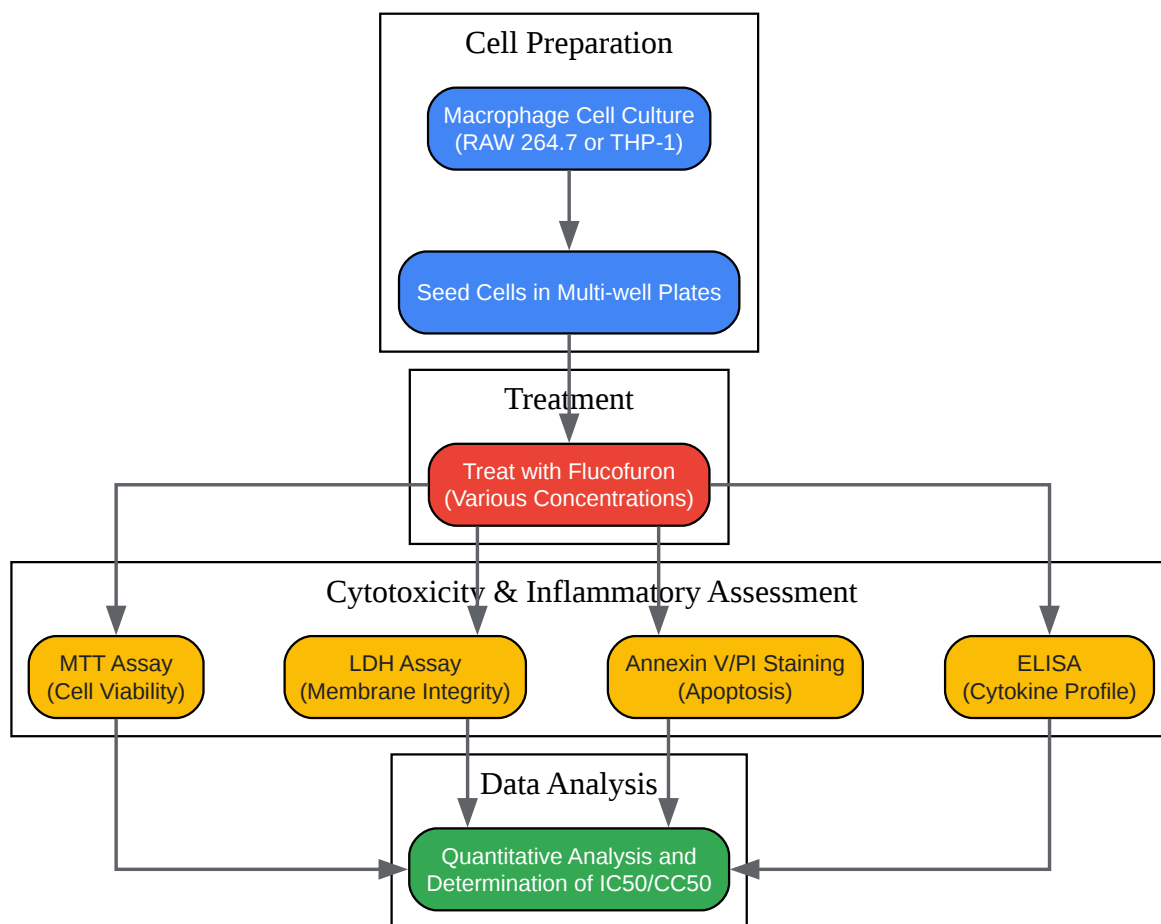 Cell Preparation
Macrophage Cell Culture
(RAW 264.7 or THP-1)
Seed Cells in Multi-well Plates
Treatment
Treat with Flucofuron
(Various Concentrations)
Cytotoxicity & Inflammatory Assessment
MTT Assay
(Cell Viability)
LDH Assay
(Membrane Integrity)
Annexin V/PI Staining
(Apoptosis)
ELISA
(Cytokine Profile)
Data Analysis
Quantitative Analysis and
Determination of IC50/CC50